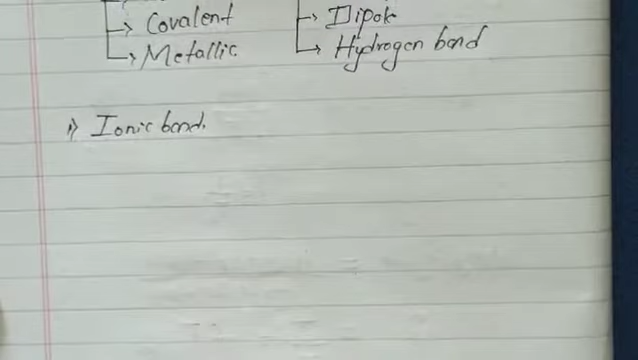 → Covalent → Dipole
→ Metallic → Hydrogen bond
1) Ionic bond.